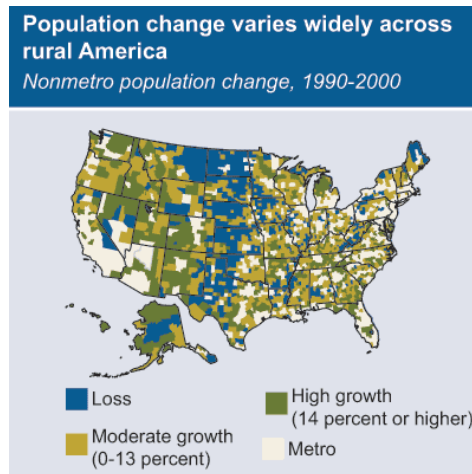 Population change varies widely across
rural America
Nonmetro population change, 1990-2000
Loss
High growth
(14 percent or higher)
Moderate growth
(0-13 percent)
Metro